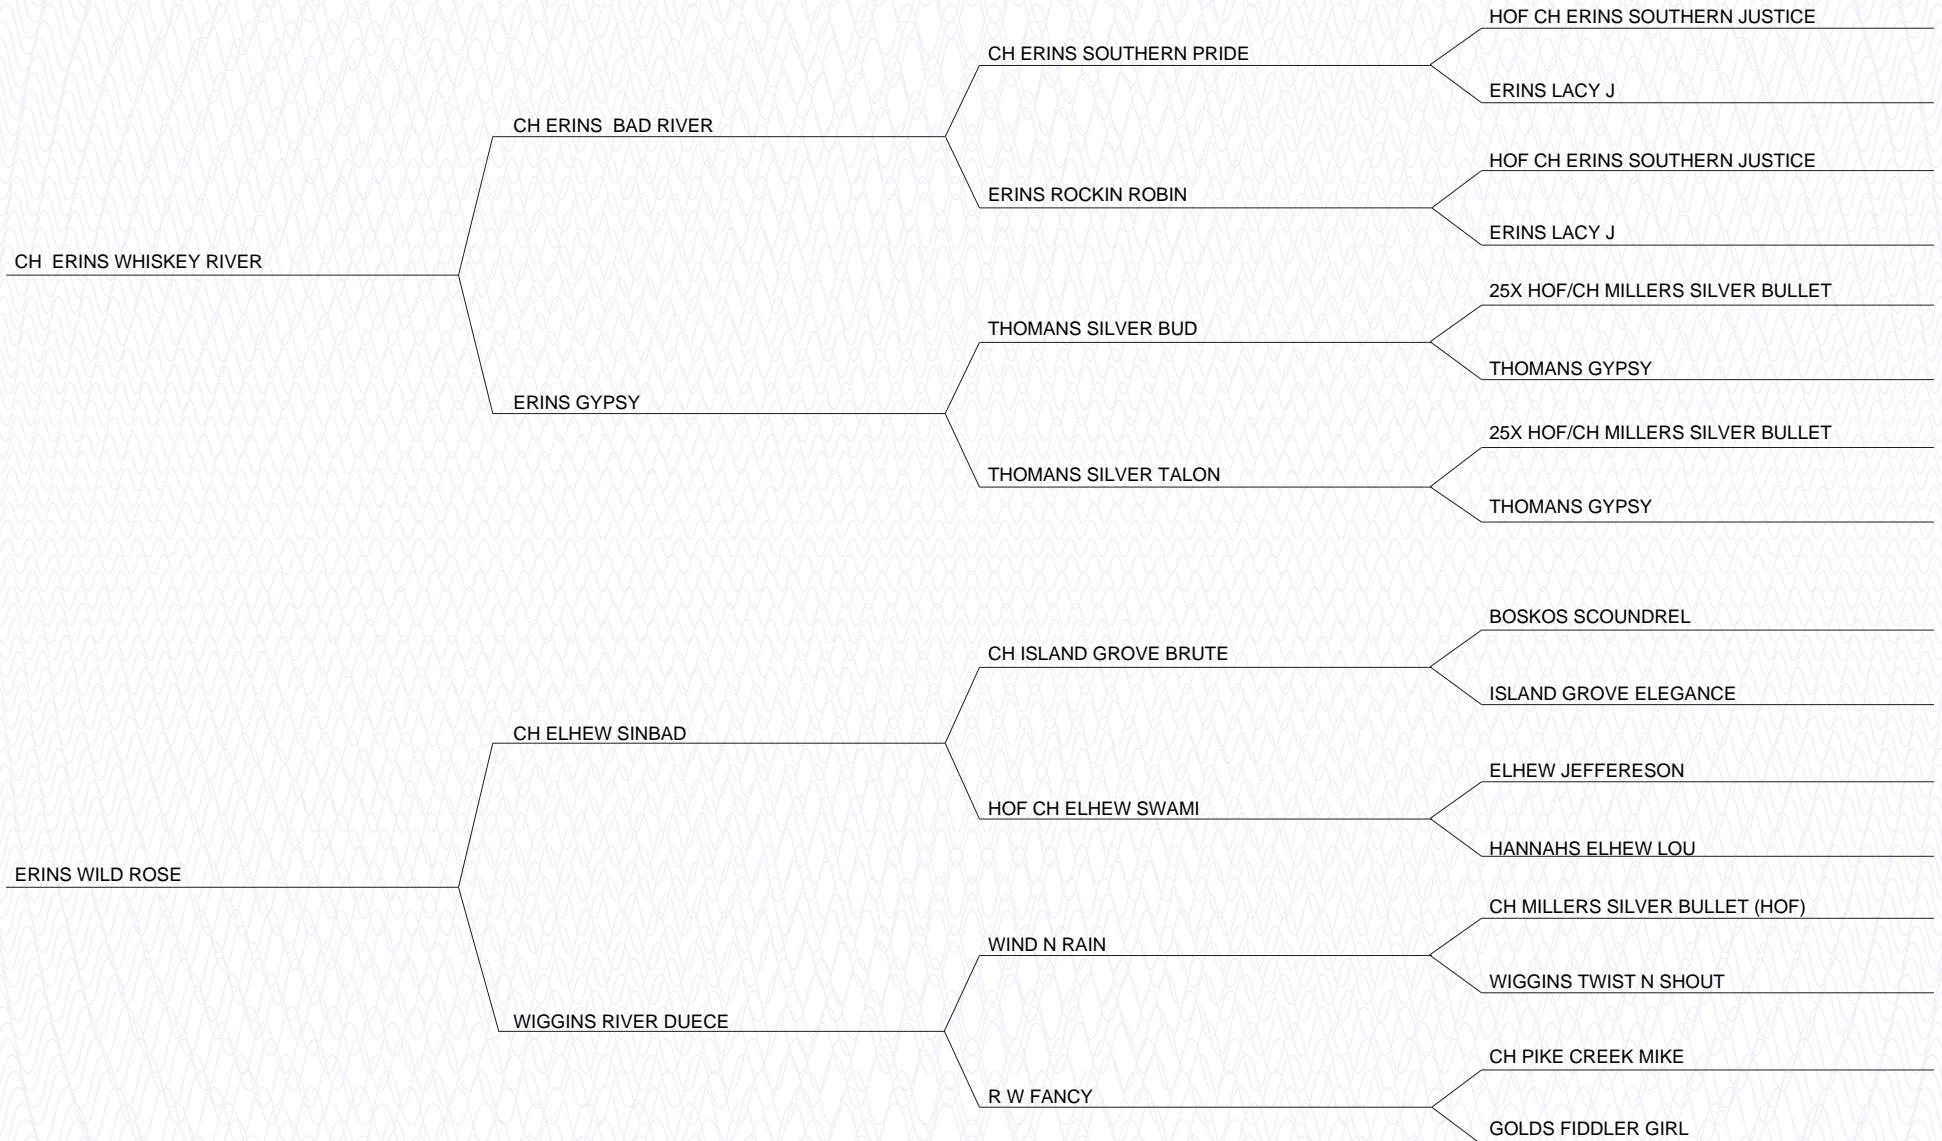 HOF CH ERINS SOUTHERN JUSTICE
CH ERINS SOUTHERN PRIDE
ERINS LACY J
CH ERINS  BAD RIVER
HOF CH ERINS SOUTHERN JUSTICE
ERINS ROCKIN ROBIN
ERINS LACY J
CH  ERINS WHISKEY RIVER
25X HOF/CH MILLERS SILVER BULLET
THOMANS SILVER BUD
THOMANS GYPSY
ERINS GYPSY
25X HOF/CH MILLERS SILVER BULLET
THOMANS SILVER TALON
THOMANS GYPSY
BOSKOS SCOUNDREL
CH ISLAND GROVE BRUTE
ISLAND GROVE ELEGANCE
CH ELHEW SINBAD
ELHEW JEFFERESON
HOF CH ELHEW SWAMI
HANNAHS ELHEW LOU
ERINS WILD ROSE
CH MILLERS SILVER BULLET (HOF)
WIND N RAIN
WIGGINS TWIST N SHOUT
WIGGINS RIVER DUECE
CH PIKE CREEK MIKE
R W FANCY
GOLDS FIDDLER GIRL